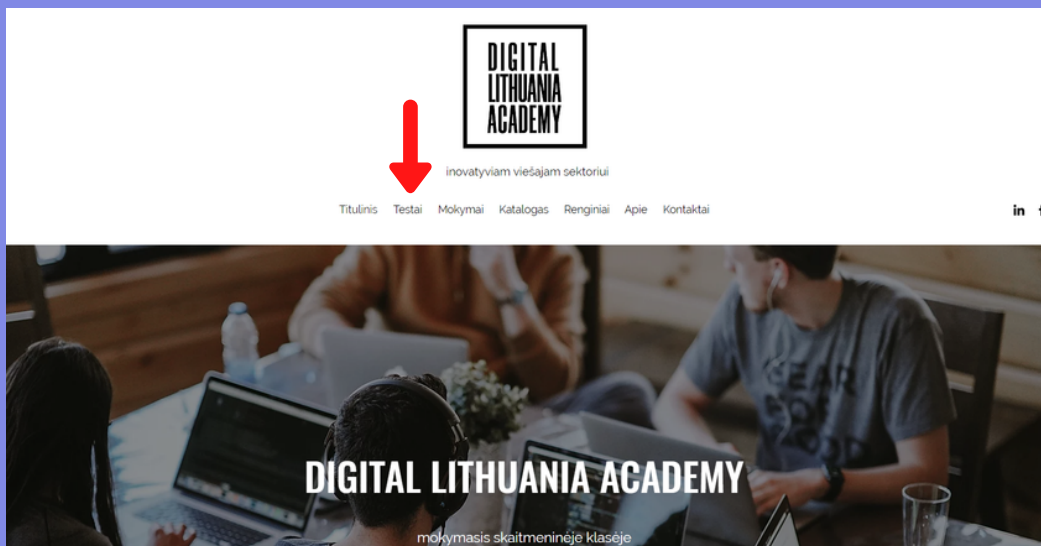 DIGITAL
LITHUANIA
ACADEMY
inovatyviam viešajam sektoriui
Titulinis Testai Mokymai Katalogas Renginiai Apie Kontaktai
in
DIGITAL LITHUANIA ACADEMY
mokymasis skaitmeninėje klasėje